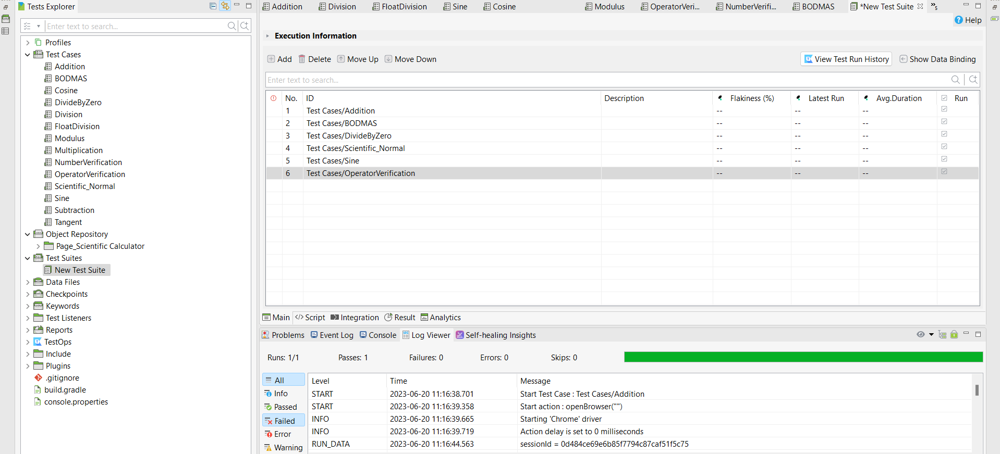 Tests Explorer
Enter text to search...
Profiles
Test Cases
Addition
BODMAS
Cosine
DivideByZero
Division
FloatDivision
Modulus
Multiplication
NumberVerification
OperatorVerification
Scientific_Normal
Sine
Subtraction
Tangent
Object Repository
Page_Scientific Calculator
Test Suites
New Test Suite
Data Files
Checkpoints
Keywords
Test Listeners
Reports
TestOps
Include
Plugins
.gitignore
build.gradle
console.properties
Addition Division FloatDivision Sine Cosine Modulus OperatorVeri... NumberVerifi... BODMAS *New Test Suite »5
Help
Execution Information
Add Delete Move Up Move Down View Test Run History Show Data Binding
Enter text to search...
No. ID Description Flakiness (%) Latest Run Avg.Duration Run
1 Test Cases/Addition -- -- --
2 Test Cases/BODMAS -- -- --
3 Test Cases/DivideByZero -- -- --
4 Test Cases/Scientific_Normal -- -- --
5 Test Cases/Sine -- -- --
6 Test Cases/OperatorVerification -- -- --
Main </> Script Integration Result Analytics
Problems Event Log Console Log Viewer Self-healing Insights
Runs: 1/1 Passes: 1 Failures: 0 Errors: 0 Skips: 0
All
Info
Passed
Failed
Error
Warning
Level Time Message
START 2023-06-20 11:16:38.701 Start Test Case : Test Cases/Addition
START 2023-06-20 11:16:39.358 Start action : openBrowser("")
INFO 2023-06-20 11:16:39.665 Starting 'Chrome' driver
INFO 2023-06-20 11:16:39.719 Action delay is set to 0 milliseconds
RUN_DATA 2023-06-20 11:16:44.563 sessionId = 0d484ce69e6b85f7794c87caf51f5c75